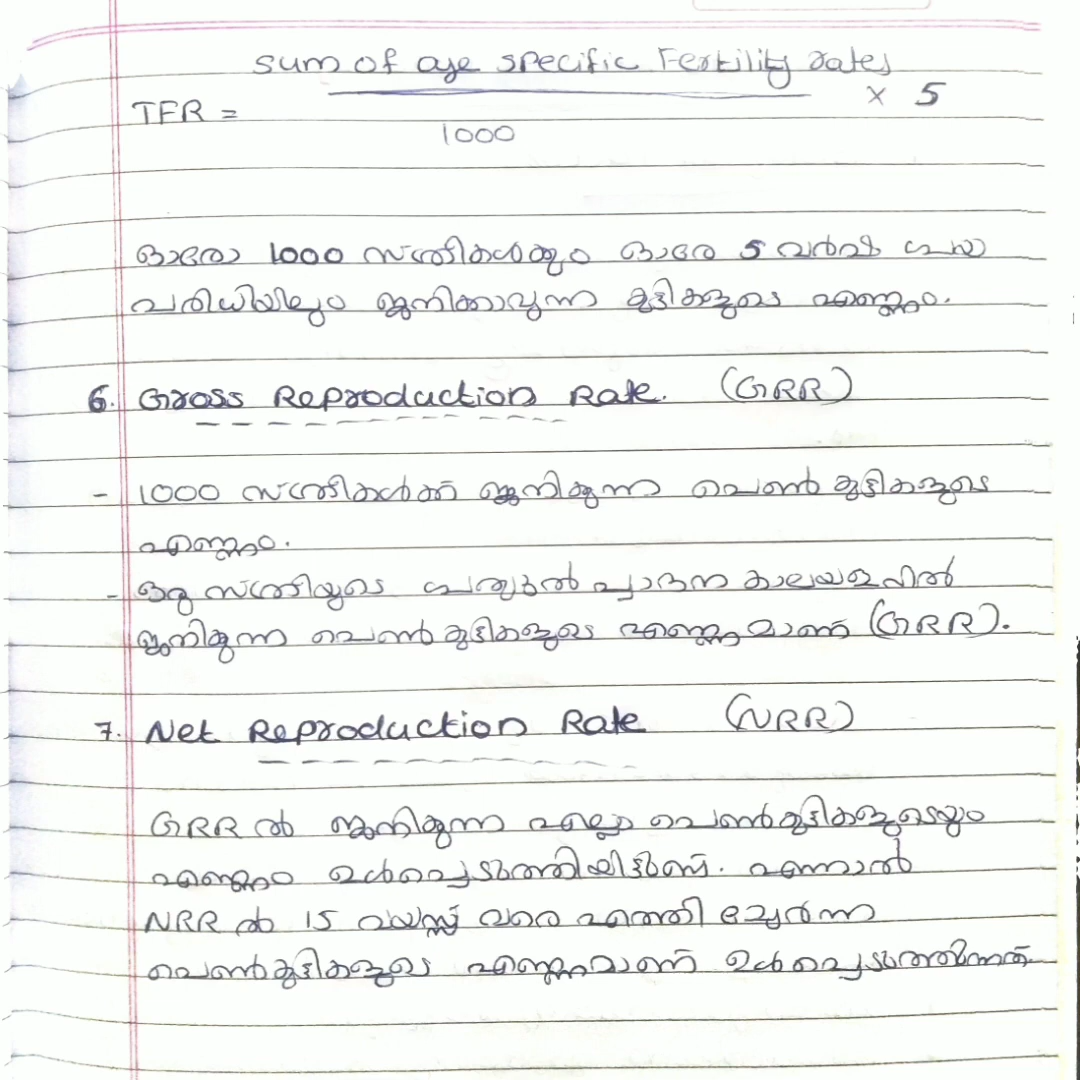 Sum of age specific Fertility rates
TFR = × 5
1000
ഓരോ 1000 സ്ത്രീകൾക്കും ഓരോ 5 വർഷ പ്രായ
പരിധിയിലും ജനിക്കാവുന്ന കുട്ടികളുടെ എണ്ണം.
6. Gross Reproduction Rate. (GRR)
- 1000 സ്ത്രീകൾക്ക് ജനിക്കുന്ന പെൺ കുട്ടികളുടെ
എണ്ണം.
- ഒരു സ്ത്രീയുടെ പ്രത്യുൽപ്പാദന കാലയളവിൽ
ജനിക്കുന്ന പെൺ കുട്ടികളുടെ എണ്ണമാണ് (GRR).
7. Net Reproduction Rate (NRR)
GRR ൽ ജനിക്കുന്ന എല്ലാ പെൺകുട്ടികളുടെയും
എണ്ണം ഉൾപ്പെടുത്തിയിട്ടുണ്ട്. എന്നാൽ
NRR ൽ 15 വയസ്സ് വരെ എത്തി ചേർന്ന
പെൺകുട്ടികളുടെ എണ്ണമാണ് ഉൾപ്പെടുത്തുന്നത്